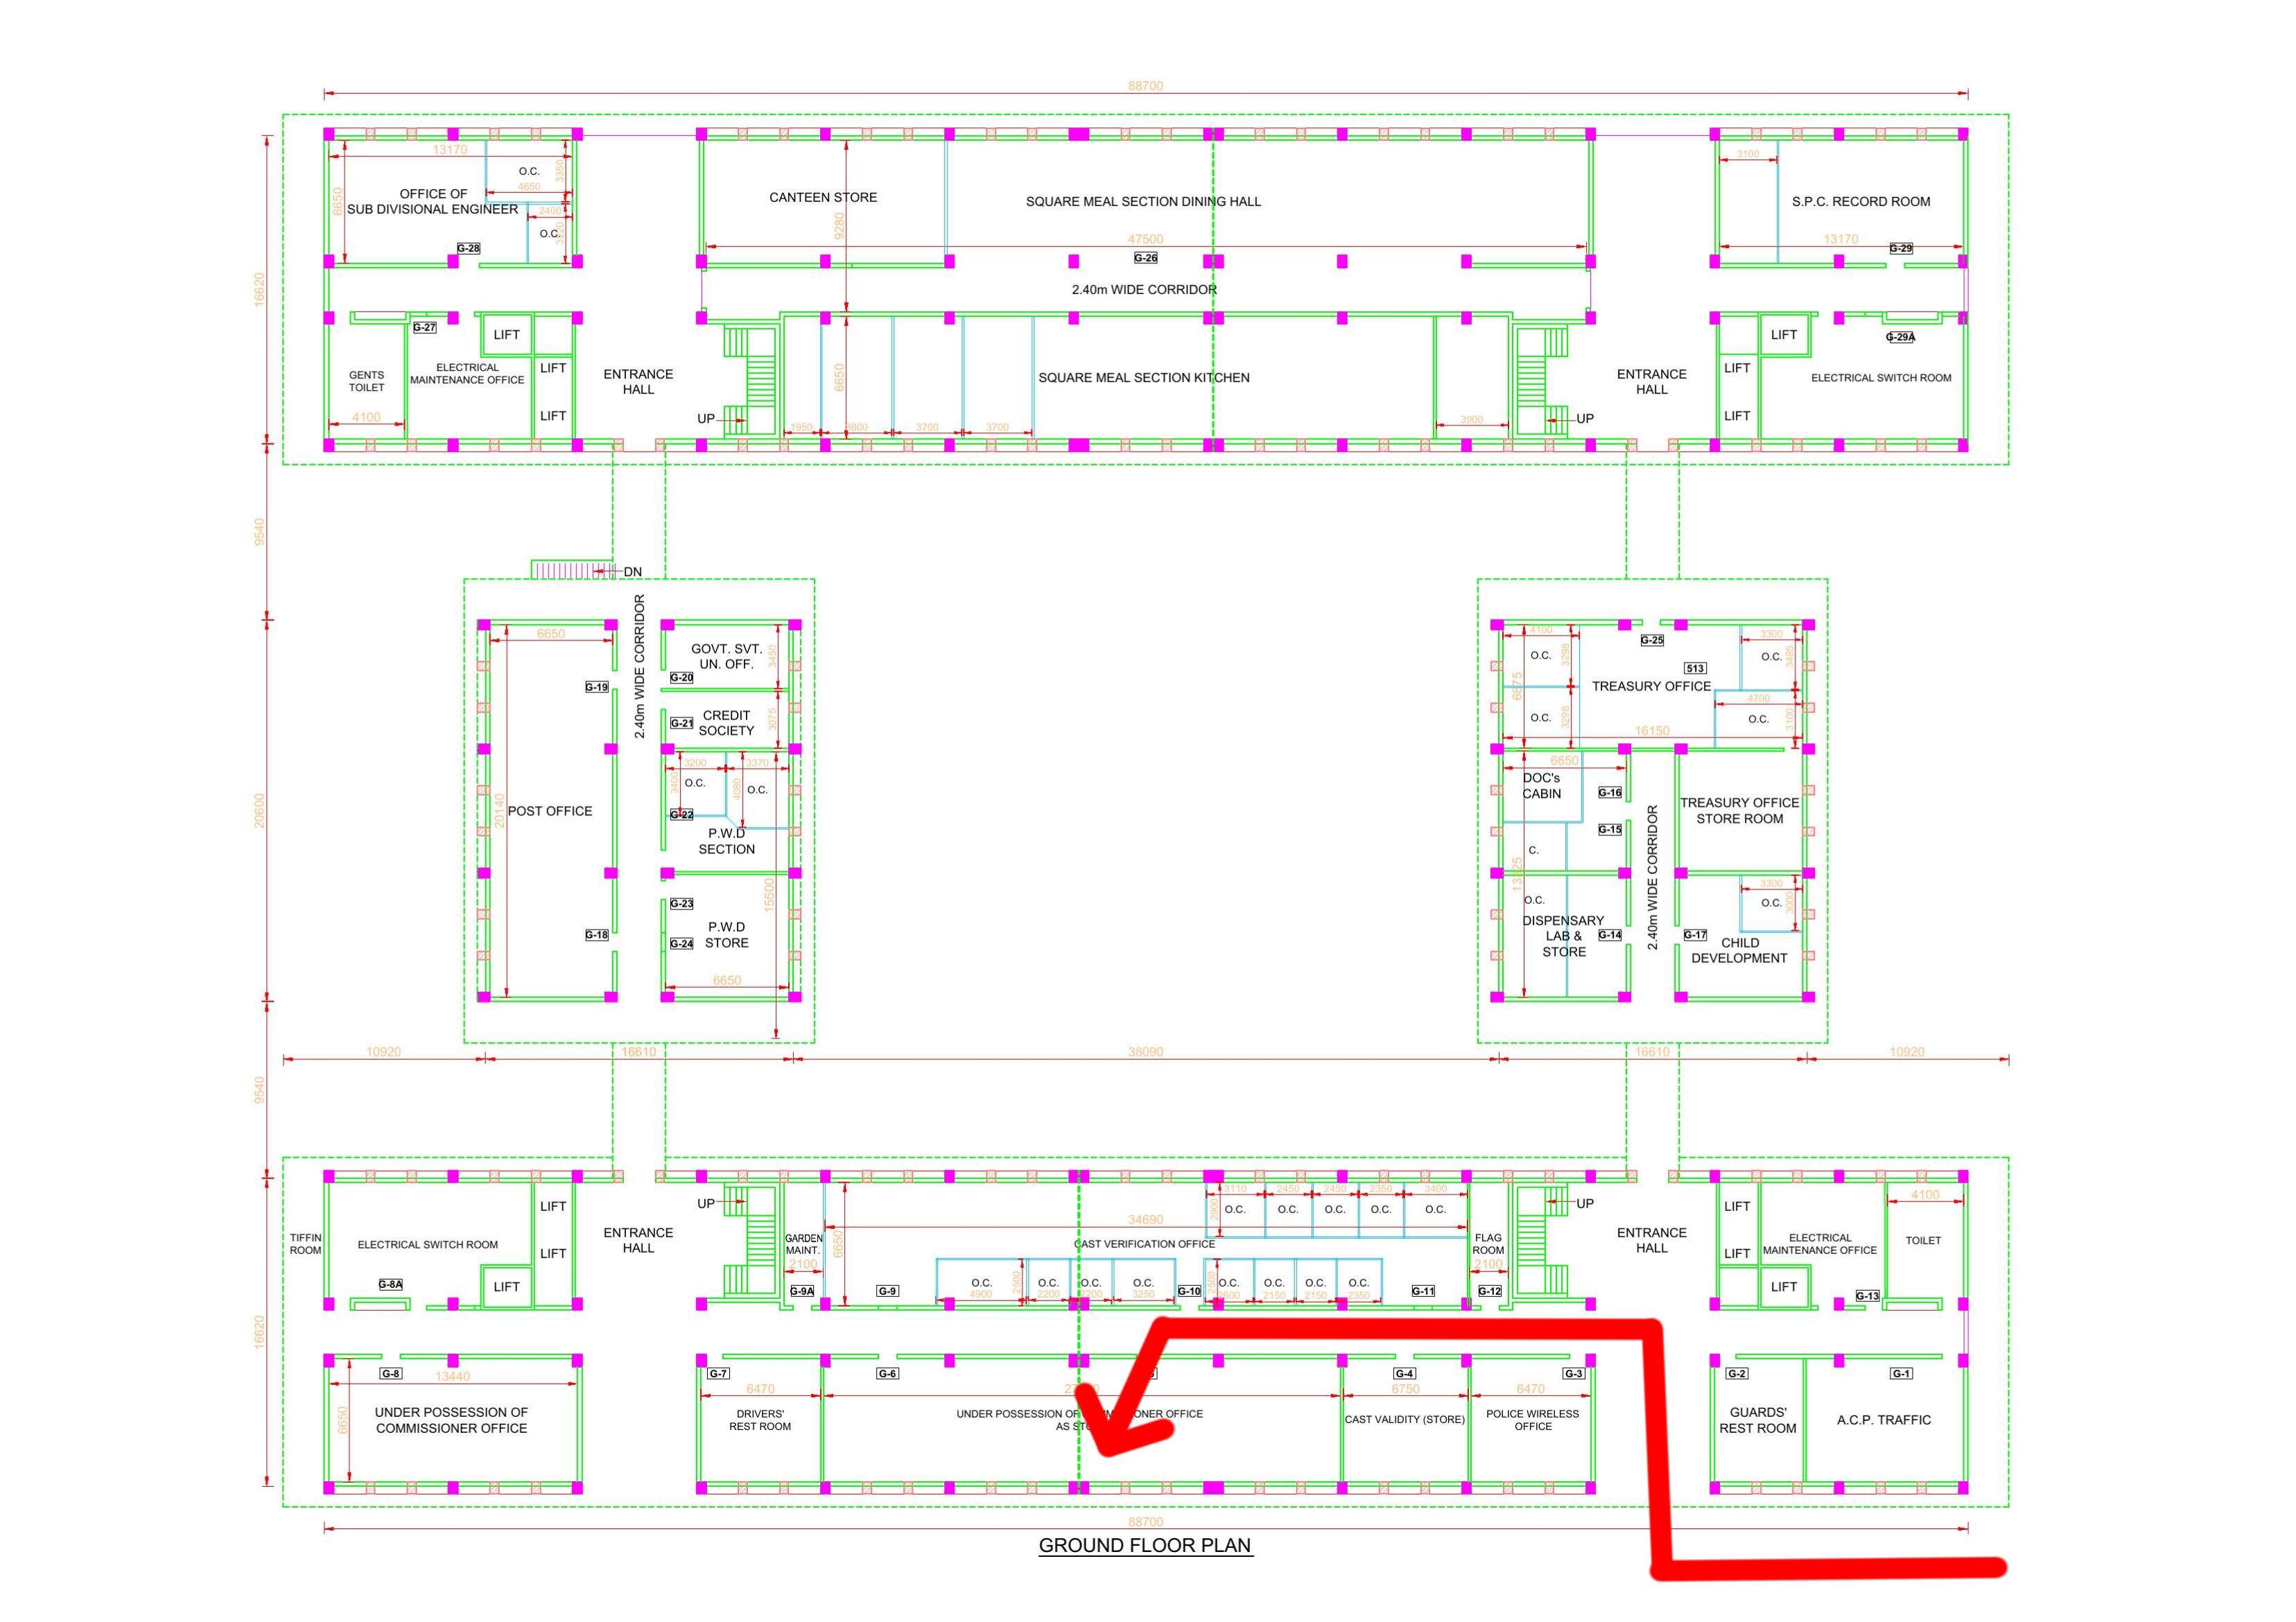 88700
13170
O.C.
3350
4650
6650
OFFICE OF
SUB DIVISIONAL ENGINEER
2400
O.C.
G-28
CANTEEN STORE
9280
SQUARE MEAL SECTION DINING HALL
47500
G-26
2.40m WIDE CORRIDOR
3100
S.P.C. RECORD ROOM
13170
G-29
16620
G-27
LIFT
GENTS
TOILET
4100
ELECTRICAL
MAINTENANCE OFFICE
LIFT
LIFT
ENTRANCE
HALL
UP
6650
SQUARE MEAL SECTION KITCHEN
1950
3800
3700
3700
3900
UP
ENTRANCE
HALL
LIFT
LIFT
LIFT
G-29A
ELECTRICAL SWITCH ROOM
9540
DN
6650
2.40m WIDE CORRIDOR
GOVT. SVT.
UN. OFF.
3450
G-20
G-19
G-21
CREDIT
SOCIETY
3075
3200
3370
3400
O.C.
4080
O.C.
G-22
P.W.D
SECTION
20600
20140
POST OFFICE
15500
G-23
P.W.D
STORE
G-18
G-24
6650
4100
O.C.
3298
G-25
3300
O.C.
3495
513
6675
TREASURY OFFICE
4700
O.C.
3298
O.C.
3100
16150
6650
DOC's
CABIN
G-16
G-15
TREASURY OFFICE
STORE ROOM
C.
13325
2.40m WIDE CORRIDOR
O.C.
3300
O.C.
3000
DISPENSARY
LAB &
STORE
G-14
G-17
CHILD
DEVELOPMENT
10920
16610
38090
16610
10920
9540
TIFFIN
ROOM
ELECTRICAL SWITCH ROOM
LIFT
LIFT
LIFT
G-8A
ENTRANCE
HALL
UP
GARDEN
MAINT.
2100
G-9A
6650
34690
CAST VERIFICATION OFFICE
3110
2450
2450
2350
3400
2900
O.C.
O.C.
O.C.
O.C.
O.C.
G-9
O.C.
4900
2500
O.C.
2200
O.C.
2200
O.C.
3250
G-10
2500
O.C.
2600
O.C.
2150
O.C.
2150
O.C.
2350
G-11
FLAG
ROOM
2100
G-12
UP
ENTRANCE
HALL
LIFT
LIFT
LIFT
ELECTRICAL
MAINTENANCE OFFICE
G-13
4100
TOILET
16620
G-8
13440
6650
UNDER POSSESSION OF
COMMISSIONER OFFICE
G-7
6470
DRIVERS'
REST ROOM
G-6
UNDER POSSESSION OF OFFICE
AS
G-4
6750
CAST VALIDITY (STORE)
G-3
6470
POLICE WIRELESS
OFFICE
G-2
GUARDS'
REST ROOM
G-1
A.C.P. TRAFFIC
88700
GROUND FLOOR PLAN